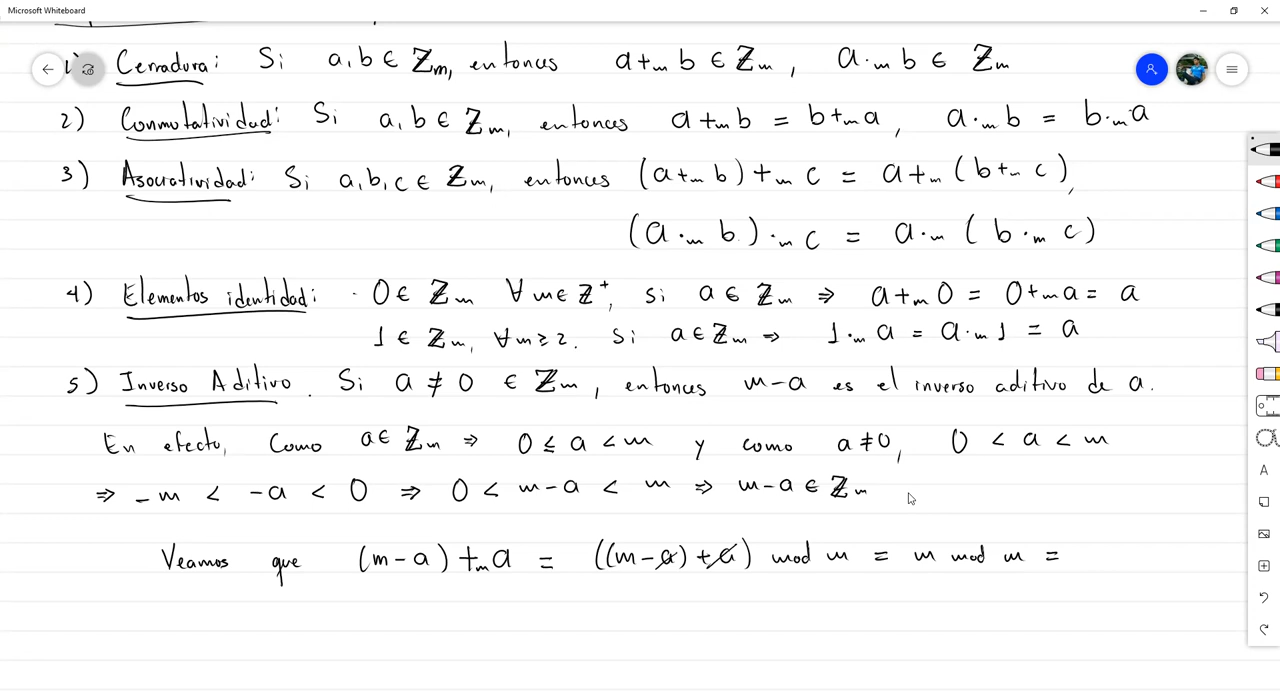 Microsoft Whiteboard
1) Cerradura: Si a,b ∈ ℤm, entonces a +m b ∈ ℤm, a ·m b ∈ ℤm
2) Conmutatividad: Si a,b ∈ ℤm, entonces a +m b = b +m a, a ·m b = b ·m a
3) Asociatividad: Si a,b,c ∈ ℤm, entonces (a +m b) +m c = a +m (b +m c),
(a ·m b) ·m c = a ·m (b ·m c)
4) Elementos identidad: · 0 ∈ ℤm ∀m ∈ ℤ⁺, si a ∈ ℤm ⇒ a +m 0 = 0 +m a = a
1 ∈ ℤm, ∀m ≥ 2. Si a ∈ ℤm ⇒ 1 ·m a = a ·m 1 = a
5) Inverso Aditivo. Si a ≠ 0 ∈ ℤm, entonces m-a es el inverso aditivo de a.
En efecto, Como a ∈ ℤm ⇒ 0 ≤ a < m y como a ≠ 0, 0 < a < m
⇒ -m < -a < 0 ⇒ 0 < m-a < m ⇒ m-a ∈ ℤm
Veamos que (m-a) +m a = ((m-a)+a) mod m = m mod m =
A